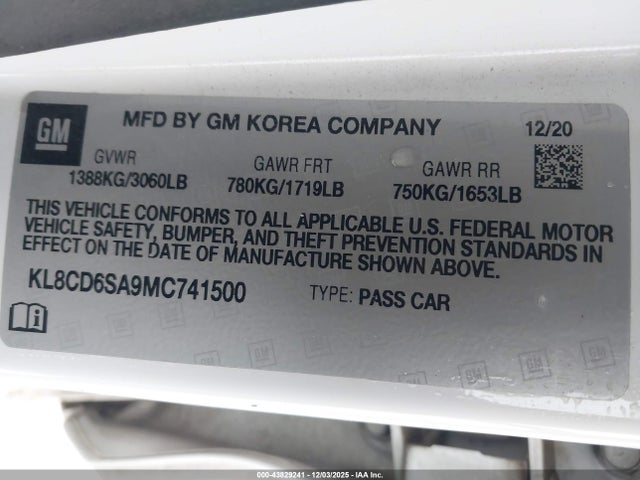 GM
MFD BY GM KOREA COMPANY 12/20
GVWR GAWR FRT GAWR RR
1388KG/3060LB 780KG/1719LB 750KG/1653LB
THIS VEHICLE CONFORMS TO ALL APPLICABLE U.S. FEDERAL MOTOR
VEHICLE SAFETY, BUMPER, AND THEFT PREVENTION STANDARDS IN
EFFECT ON THE DATE OF MANUFACTURE SHOWN ABOVE.
KL8CD6SA9MC741500 TYPE: PASS CAR
000-43829241 - 12/03/2025 - IAA Inc.